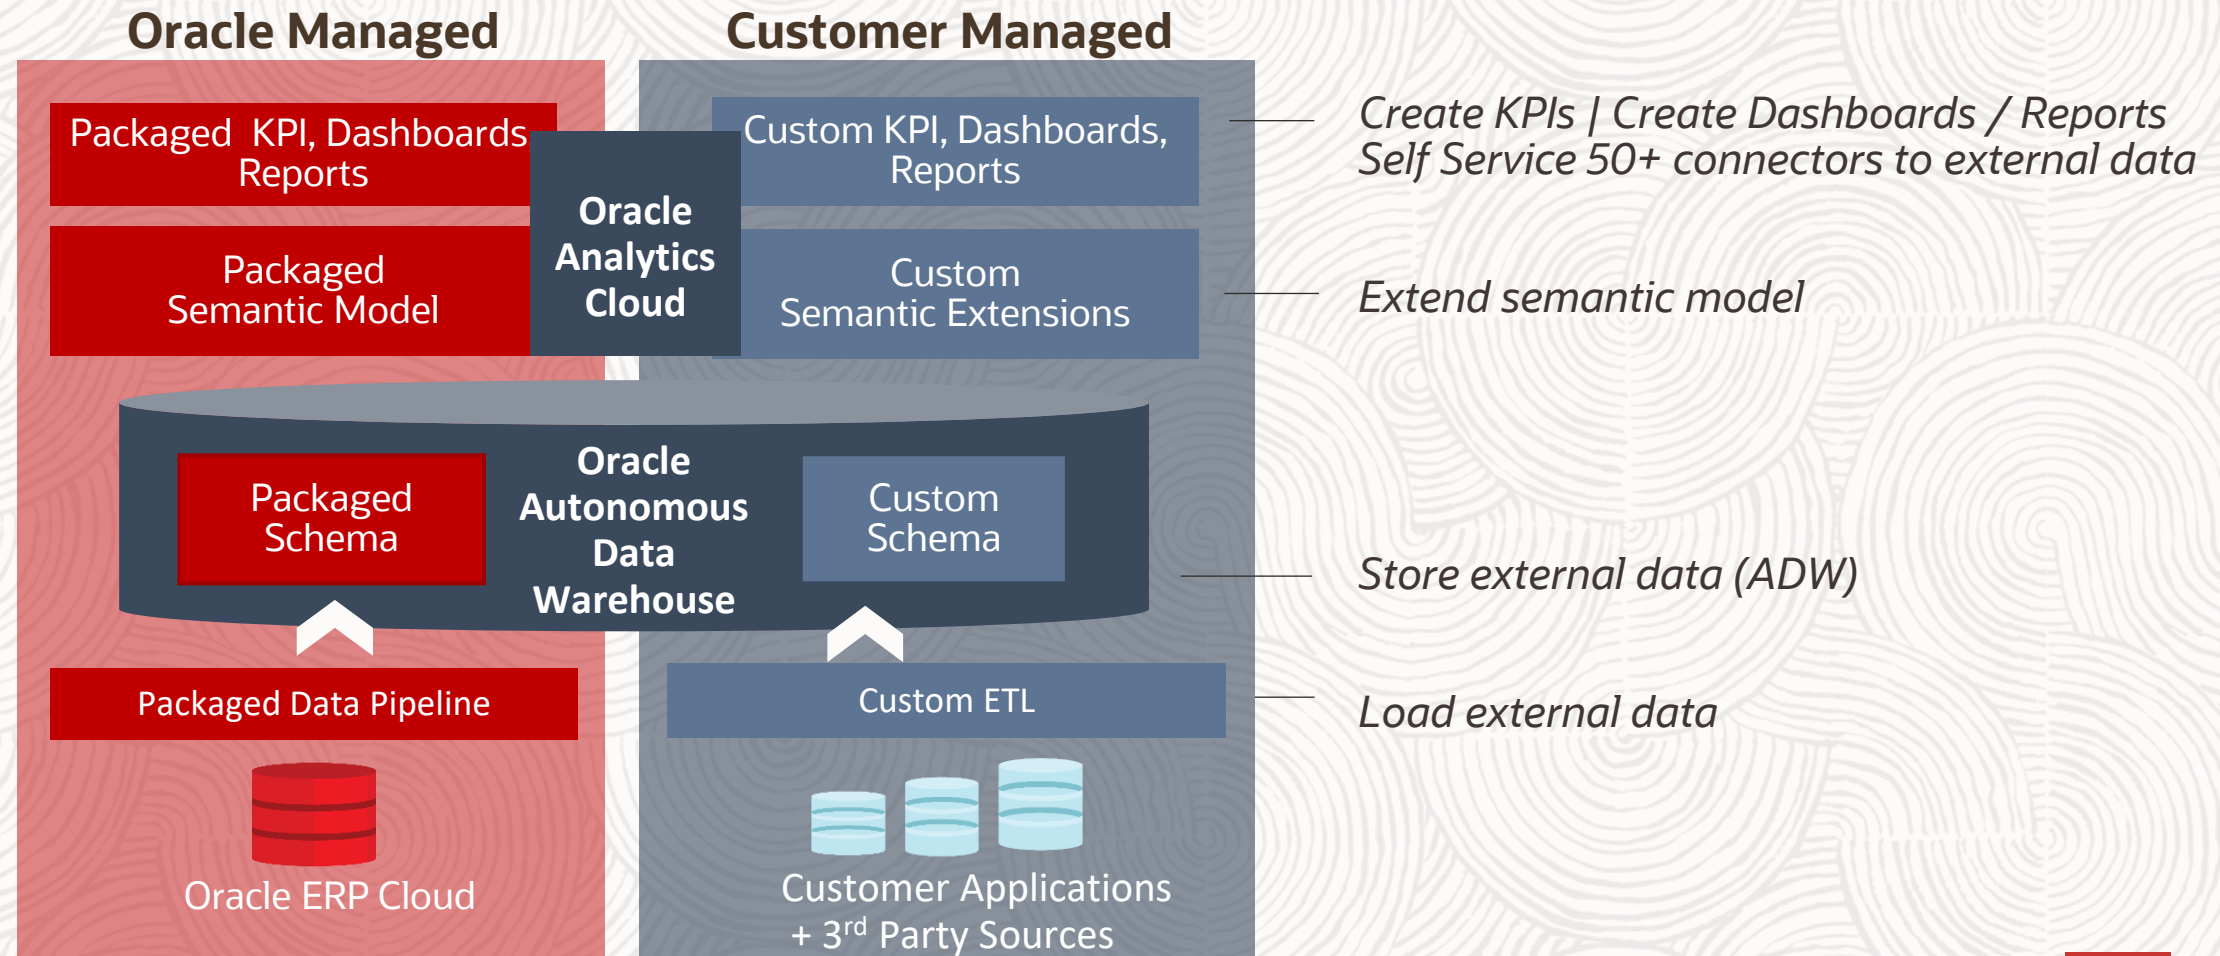 Oracle Managed
Customer Managed
Packaged KPI, Dashboards,
Reports
Custom KPI, Dashboards,
Reports
Create KPIs | Create Dashboards / Reports
Self Service 50+ connectors to external data
Oracle
Analytics
Cloud
Packaged
Semantic Model
Custom
Semantic Extensions
Extend semantic model
Oracle
Autonomous
Data
Warehouse
Packaged
Schema
Custom
Schema
Store external data (ADW)
Packaged Data Pipeline
Custom ETL
Load external data
Oracle ERP Cloud
Customer Applications
+ 3rd Party Sources